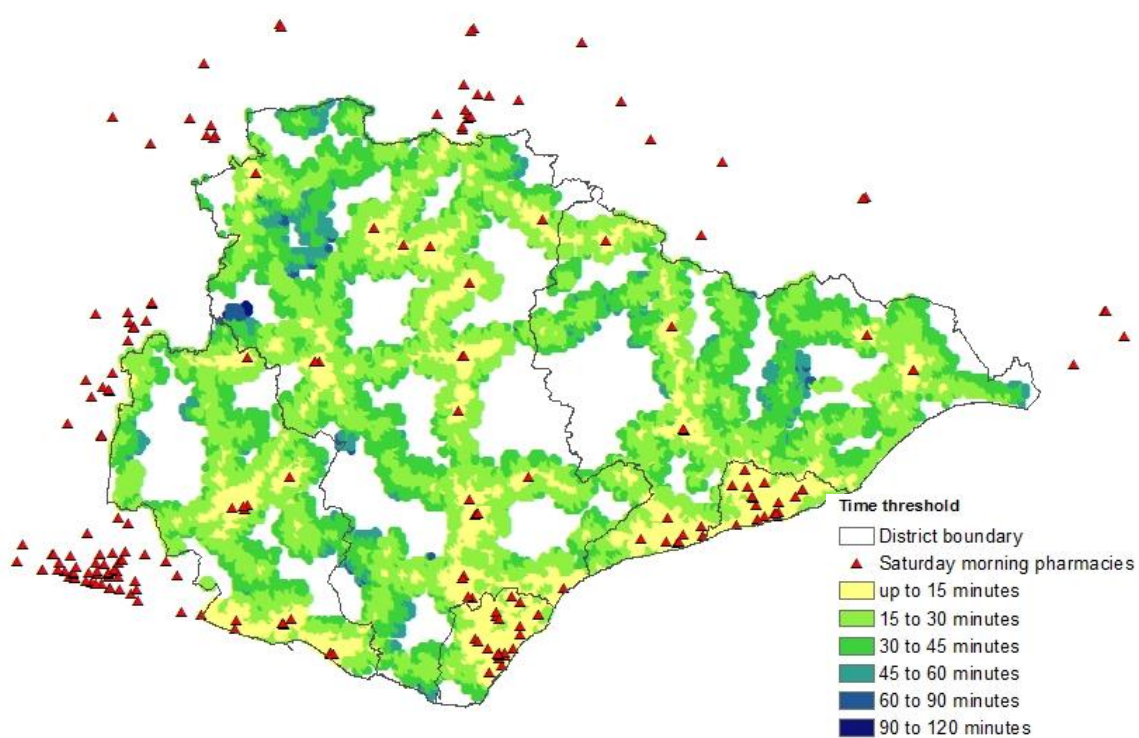 Time threshold
District boundary
Saturday morning pharmacies
up to 15 minutes
15 to 30 minutes
30 to 45 minutes
45 to 60 minutes
60 to 90 minutes
90 to 120 minutes